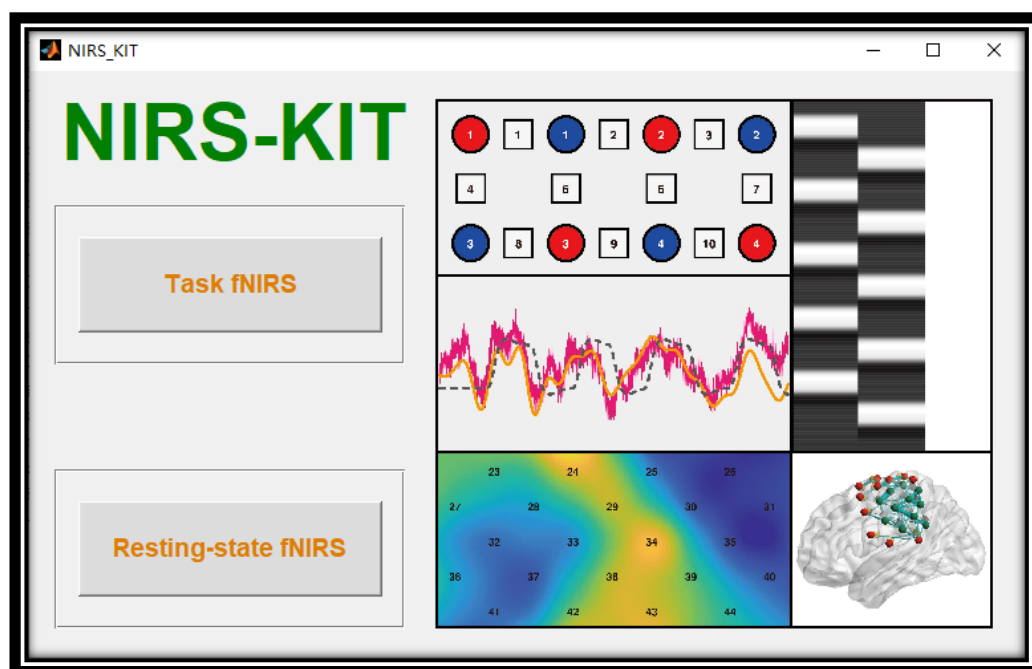 NIRS_KIT
NIRS-KIT
Task fNIRS
Resting-state fNIRS
1 1 1 2 2 3 2
4 6 6 7
3 8 3 9 4 10 4
23 24 25 26
27 28 29 30 31
32 33 34 35
36 37 38 39 40
41 42 43 44